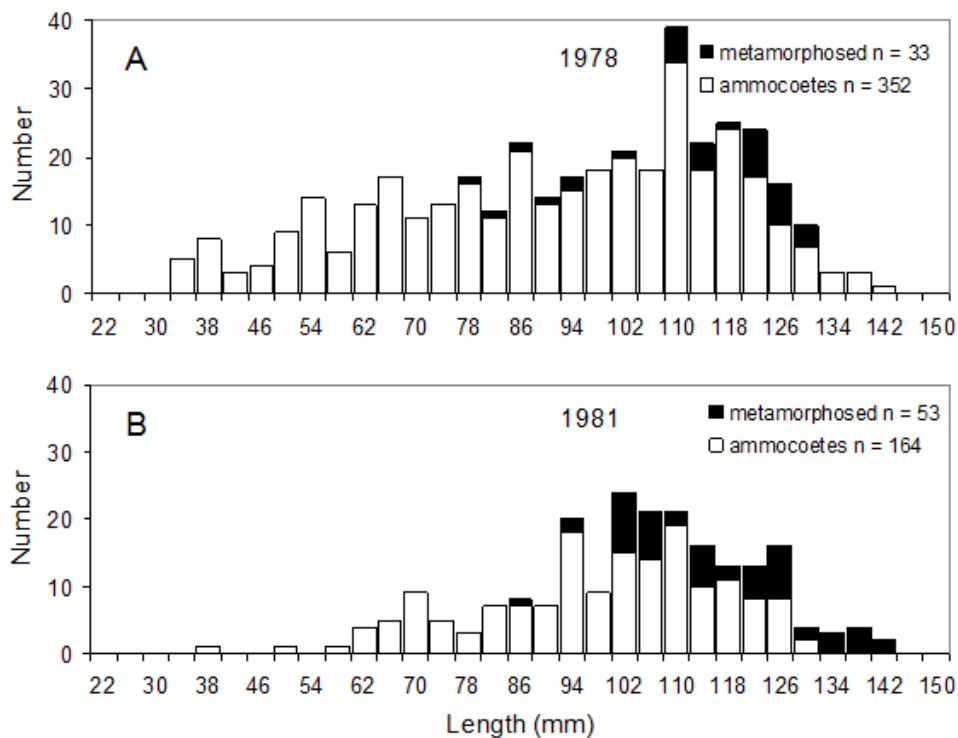 40
A
1978
metamorphosed n = 33
ammocoetes n = 352
30
20
10
0
Number
22 30 38 46 54 62 70 78 86 94 102 110 118 126 134 142 150
40
B
1981
metamorphosed n = 53
ammocoetes n = 164
30
20
10
0
Number
22 30 38 46 54 62 70 78 86 94 102 110 118 126 134 142 150
Length (mm)